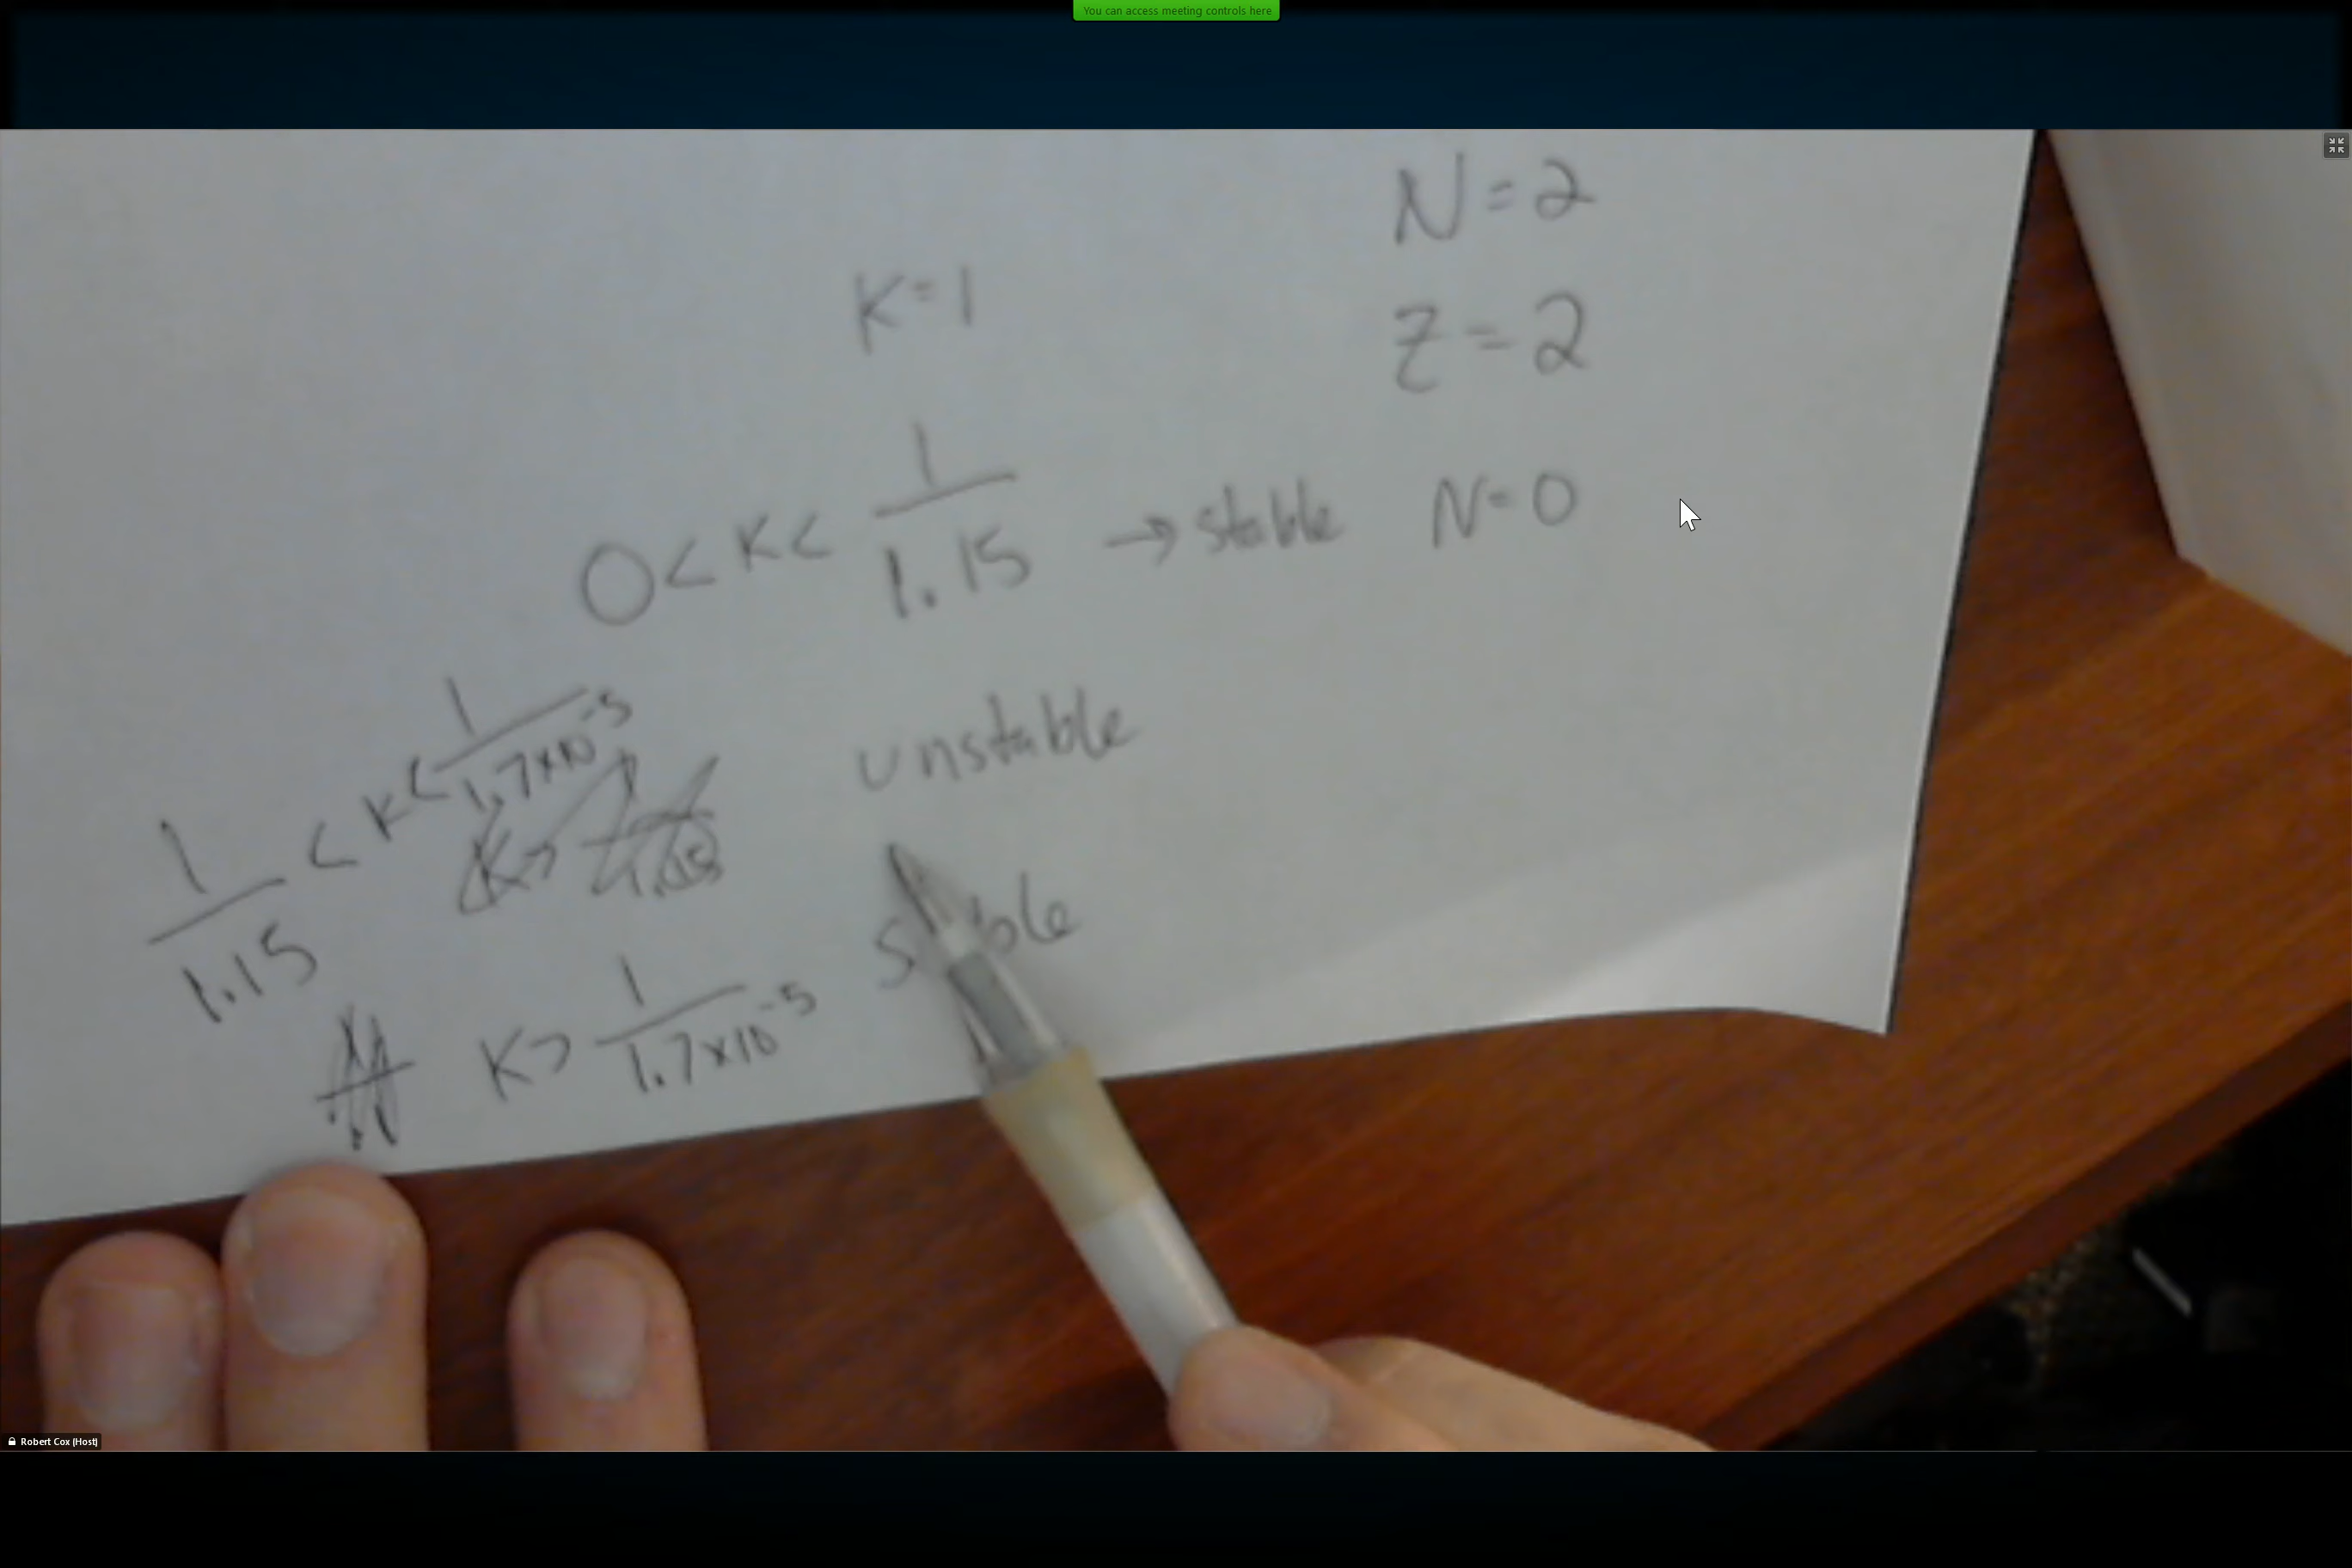 You can access meeting controls here
N = 2
K = 1
Z = 2
0 < K < 1/1.15 → stable N = 0
1/1.15 < K < 1/1.7x10^-5 unstable
K > 1/1.7x10^-5
Robert Cox (Host)